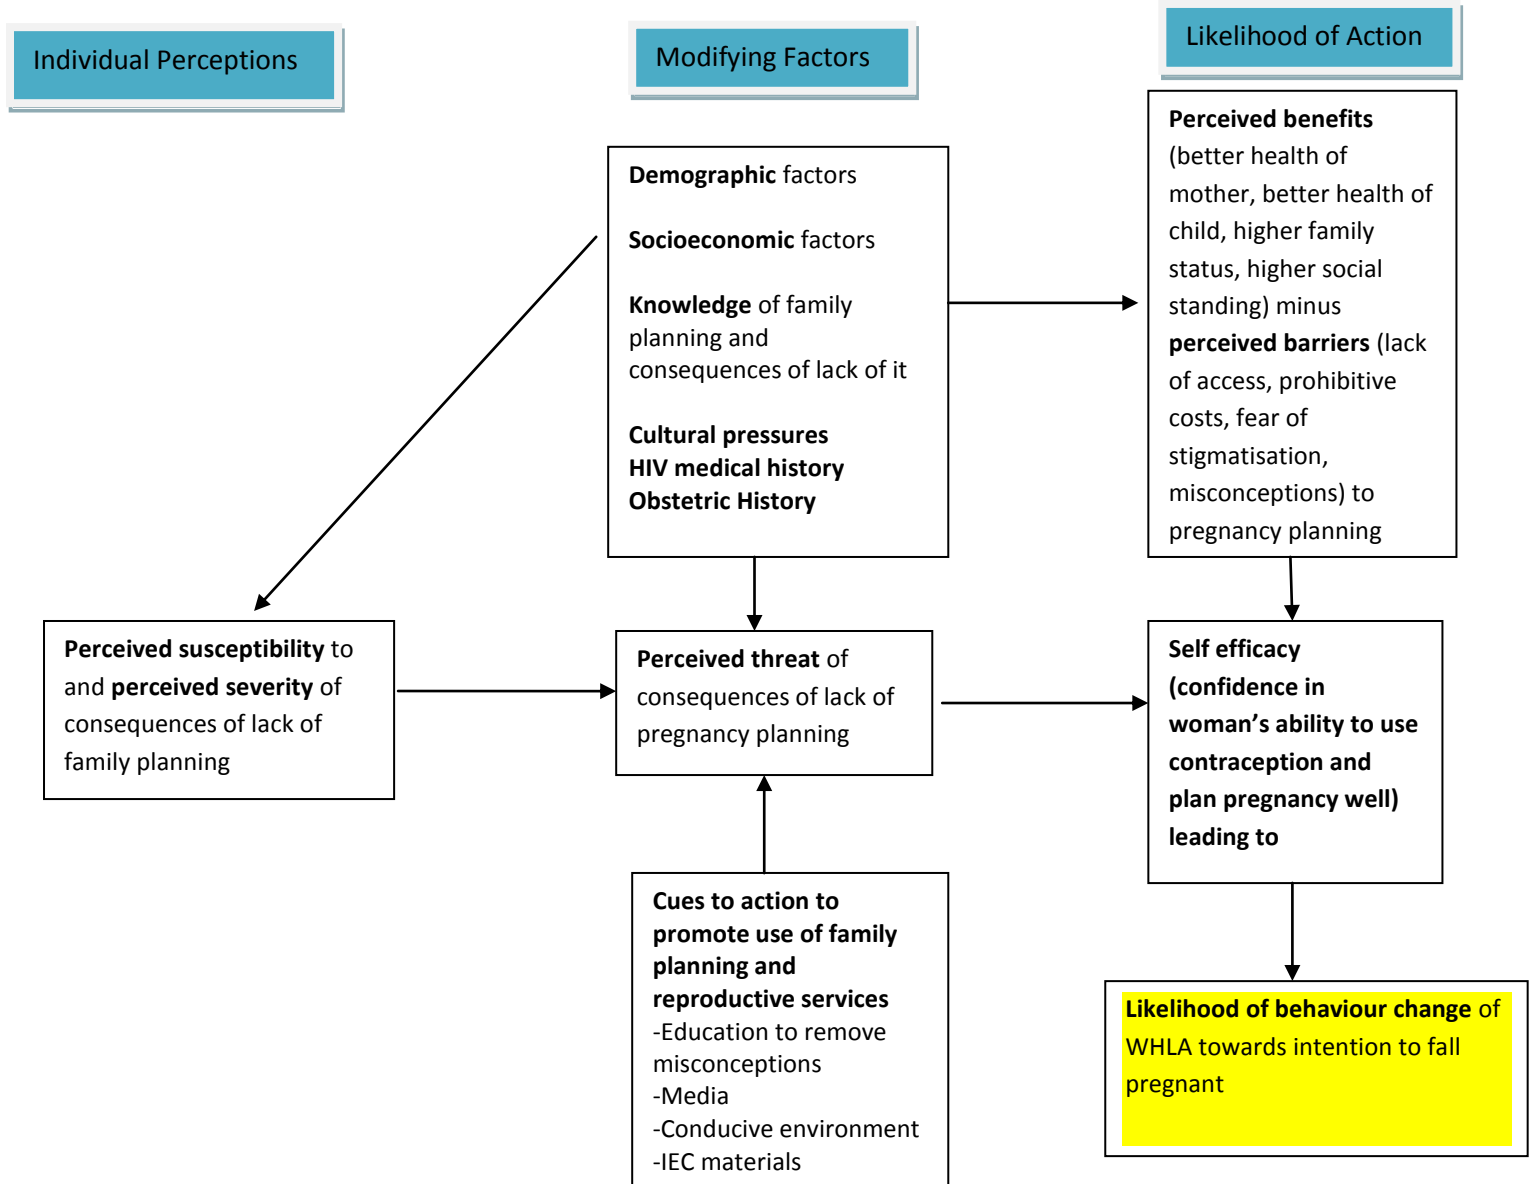 Individual Perceptions
Modifying Factors
Likelihood of Action
Demographic factors
Socioeconomic factors
Knowledge of family
planning and
consequences of lack of it
Cultural pressures
HIV medical history
Obstetric History
Perceived benefits
(better health of
mother, better health of
child, higher family
status, higher social
standing) minus
perceived barriers (lack
of access, prohibitive
costs, fear of
stigmatisation,
misconceptions) to
pregnancy planning
Perceived susceptibility to
and perceived severity of
consequences of lack of
family planning
Perceived threat of
consequences of lack of
pregnancy planning
Self efficacy
(confidence in
woman’s ability to use
contraception and
plan pregnancy well)
leading to
Cues to action to
promote use of family
planning and
reproductive services
-Education to remove
misconceptions
-Media
-Conducive environment
-IEC materials
Likelihood of behaviour change of
WHLA towards intention to fall
pregnant